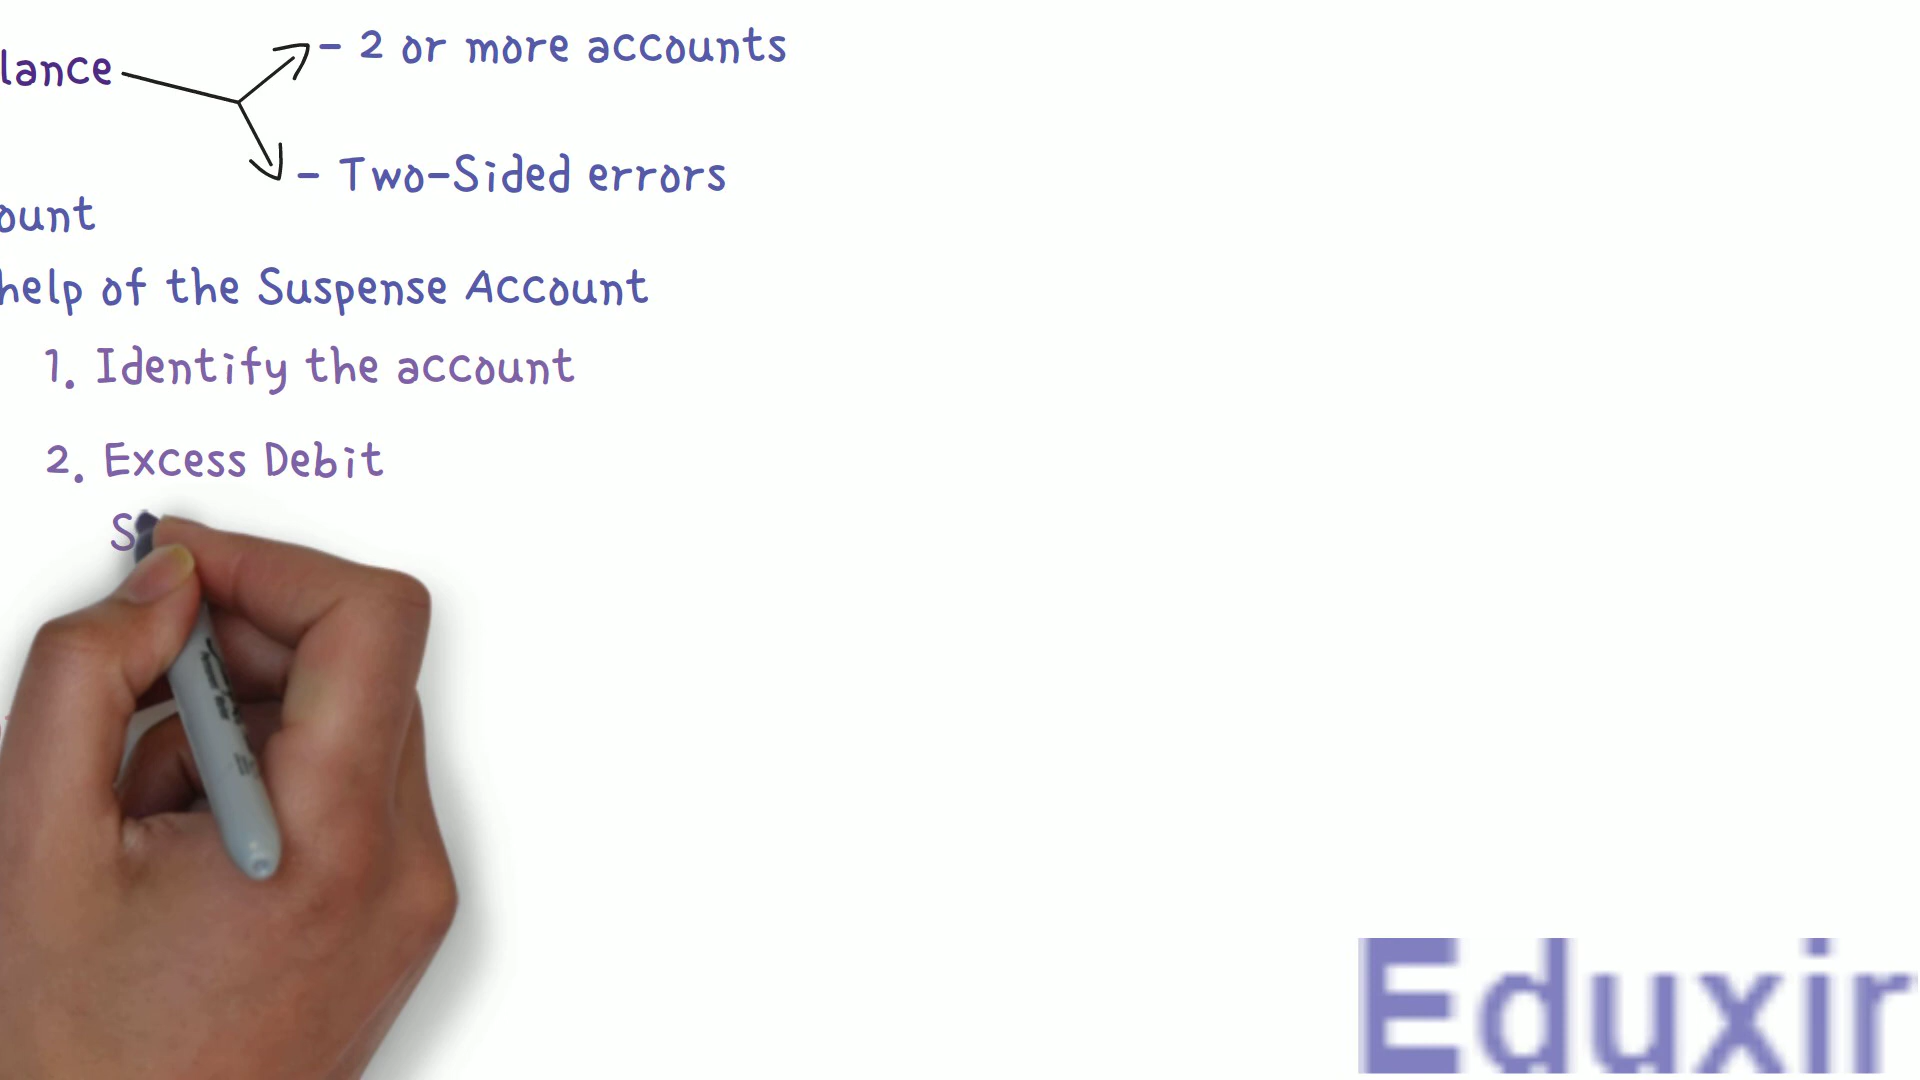 lance
- 2 or more accounts
- Two-Sided errors
ount
help of the Suspense Account
1. Identify the account
2. Excess Debit
S
Eduxir